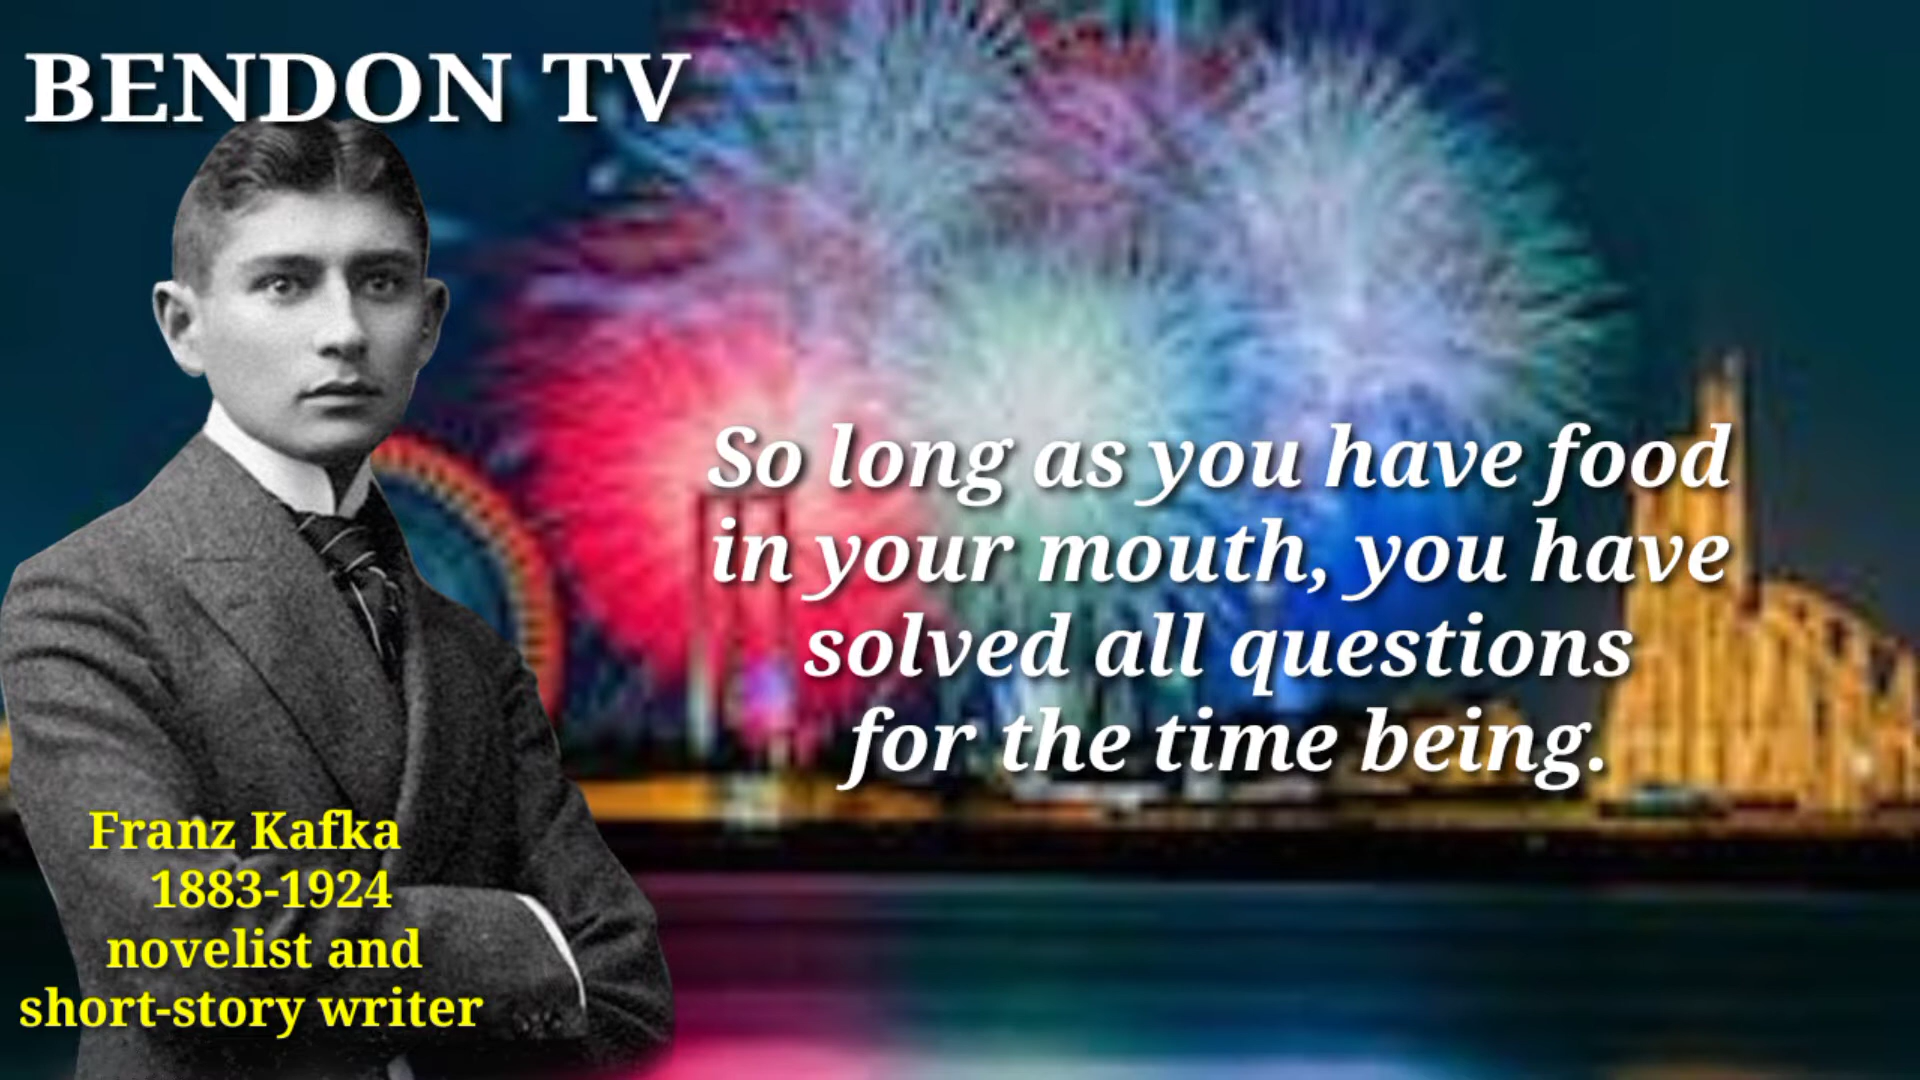 BENDON TV
So long as you have food
in your mouth, you have
solved all questions
for the time being.
Franz Kafka
1883-1924
novelist and
short-story writer